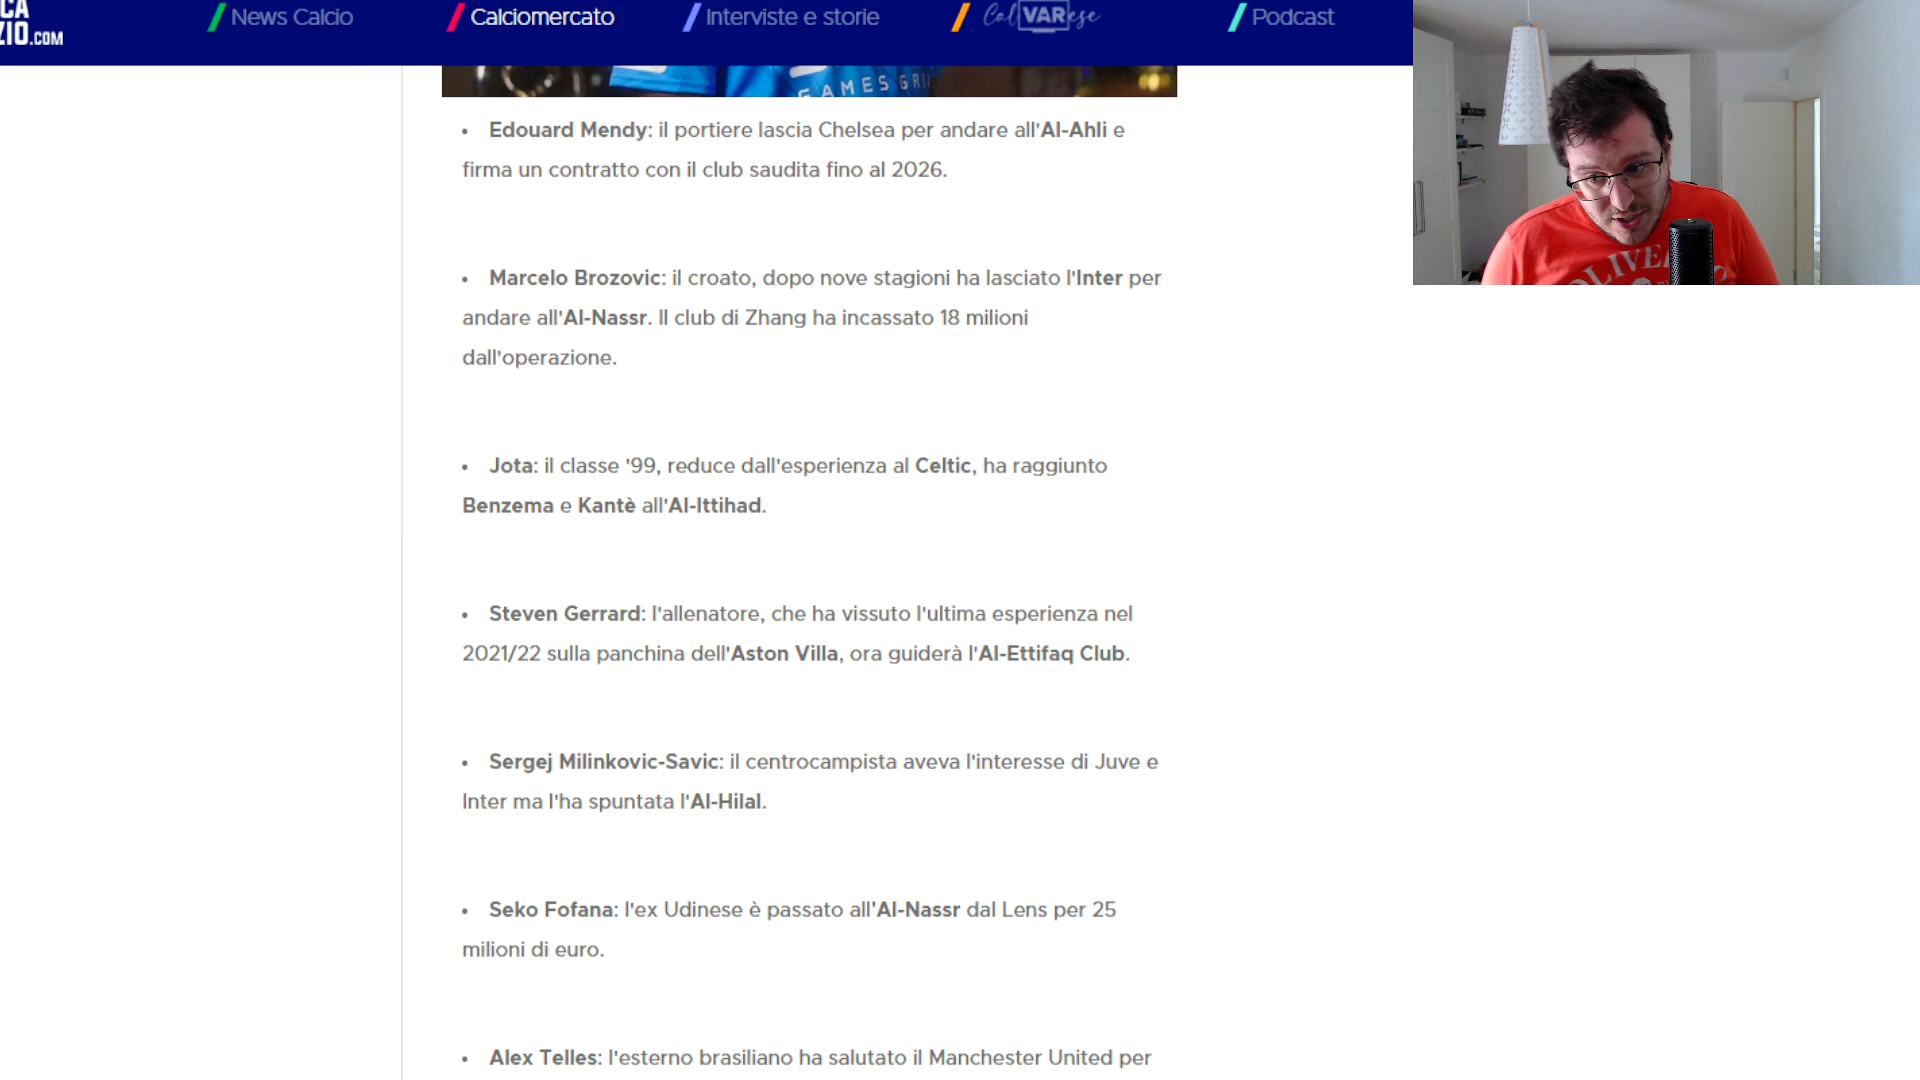 CA
ZIO.COM
News Calcio
Calciomercato
Interviste e storie
CalVARese
Podcast
GAMES GRI
• Edouard Mendy: il portiere lascia Chelsea per andare all'Al-Ahli e
firma un contratto con il club saudita fino al 2026.
• Marcelo Brozovic: il croato, dopo nove stagioni ha lasciato l'Inter per
andare all'Al-Nassr. Il club di Zhang ha incassato 18 milioni
dall'operazione.
• Jota: il classe '99, reduce dall'esperienza al Celtic, ha raggiunto
Benzema e Kantè all'Al-Ittihad.
• Steven Gerrard: l'allenatore, che ha vissuto l'ultima esperienza nel
2021/22 sulla panchina dell'Aston Villa, ora guiderà l'Al-Ettifaq Club.
• Sergej Milinkovic-Savic: il centrocampista aveva l'interesse di Juve e
Inter ma l'ha spuntata l'Al-Hilal.
• Seko Fofana: l'ex Udinese è passato all'Al-Nassr dal Lens per 25
milioni di euro.
• Alex Telles: l'esterno brasiliano ha salutato il Manchester United per